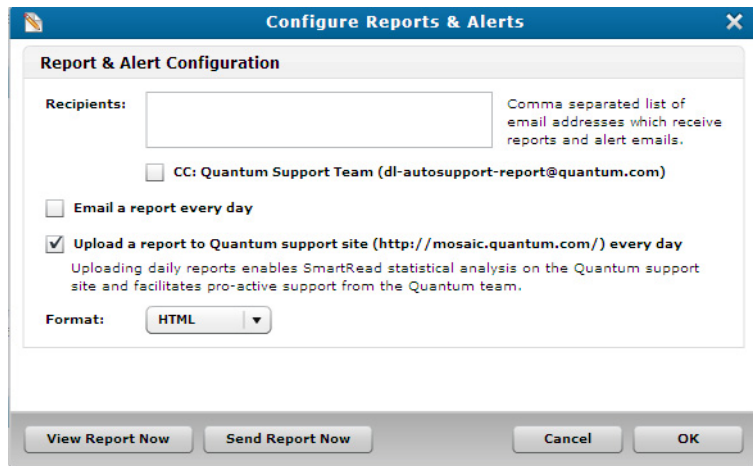 Configure Reports & Alerts
Report & Alert Configuration
Recipients:
Comma separated list of
email addresses which receive
reports and alert emails.
CC: Quantum Support Team (dl-autosupport-report@quantum.com)
Email a report every day
Upload a report to Quantum support site (http://mosaic.quantum.com/) every day
Uploading daily reports enables SmartRead statistical analysis on the Quantum support
site and facilitates pro-active support from the Quantum team.
Format: HTML
View Report Now Send Report Now Cancel OK